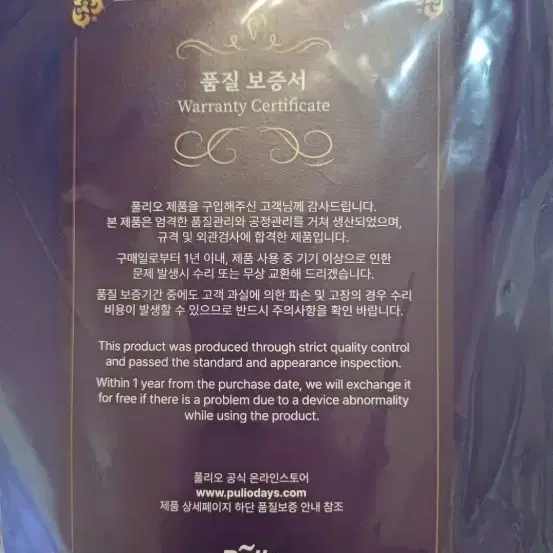 품질 보증서
Warranty Certificate
풀리오 제품을 구입해주신 고객님께 감사드립니다.
본 제품은 엄격한 품질관리와 공정관리를 거쳐 생산되었으며,
규격 및 외관검사에 합격한 제품입니다.
구매일로부터 1년 이내, 제품 사용 중 기기 이상으로 인한
문제 발생시 수리 또는 무상 교환해 드리겠습니다.
품질 보증기간 중에도 고객 과실에 의한 파손 및 고장의 경우 수리
비용이 발생할 수 있으므로 반드시 주의사항을 확인 바랍니다.
This product was produced through strict quality control
and passed the standard and appearance inspection.
Within 1 year from the purchase date, we will exchange it
for free if there is a problem due to a device abnormality
while using the product.
풀리오 공식 온라인스토어
www.puliodays.com
제품 상세페이지 하단 품질보증 안내 참조